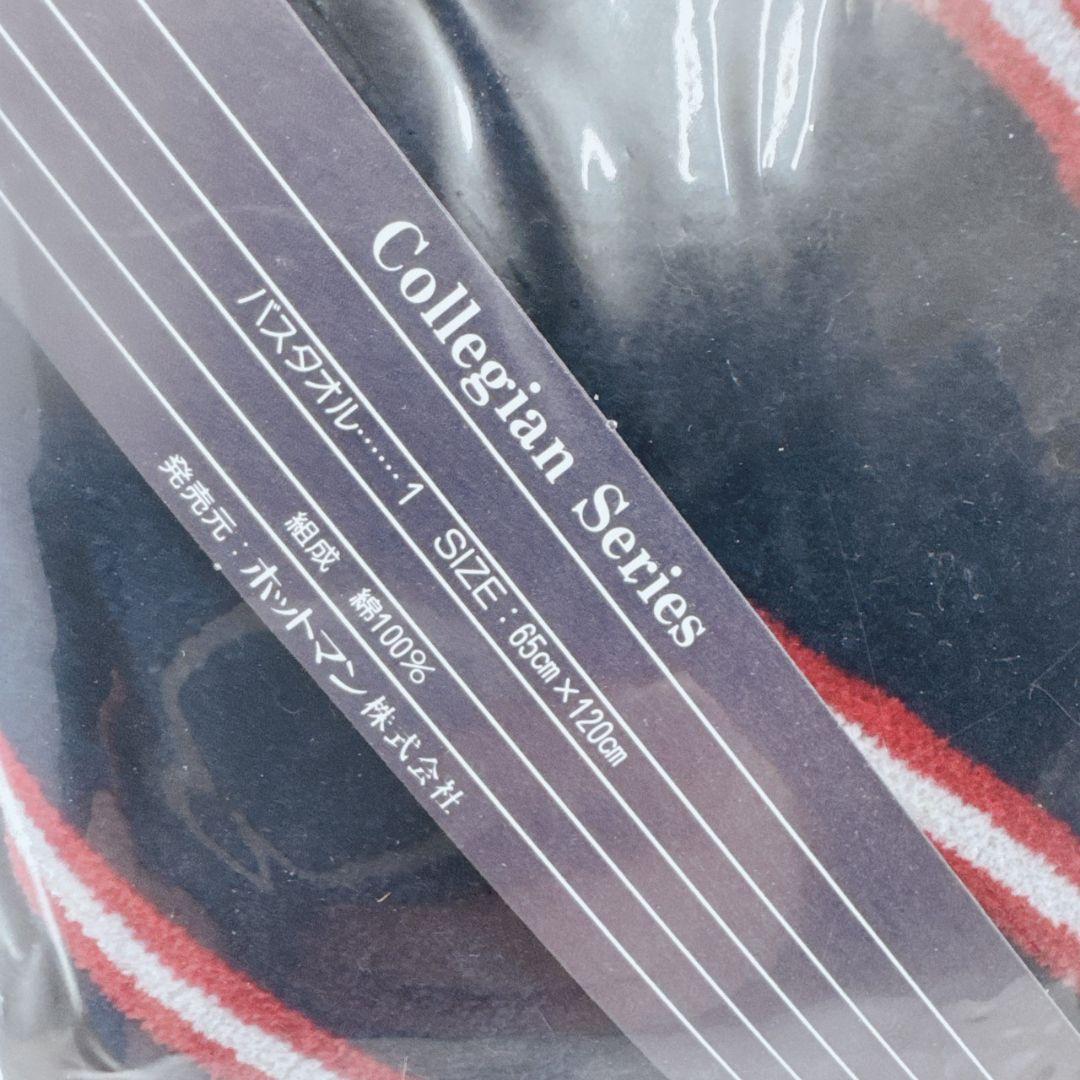 Collegian Series
バスタオル……1 SIZE：65㎝×120㎝
組成 綿100%
発売元：ホットマン株式会社